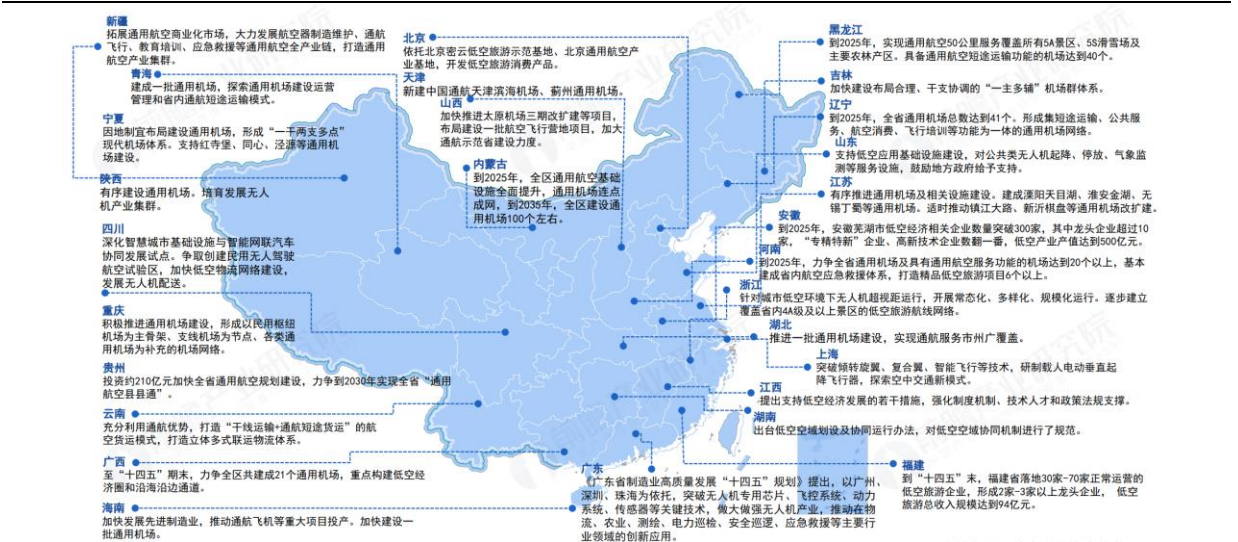 新疆
拓展通用航空商业化市场，大力发展航空器制造维护、通航
飞行、教育培训、应急救援等通用航空全产业链，打造通用
航空产业集群。
青海
建成一批通用机场，探索通用机场建设运营
管理和省内通航短途运输模式。
宁夏
因地制宜布局建设通用机场，形成“一干两支多点”
现代机场体系。支持红寺堡、同心、泾源等通用机
场建设。
陕西
有序建设通用机场。培育发展无人
机产业集群。
四川
深化智慧城市基础设施与智能网联汽车
协同发展试点。争取创建民用无人驾驶
航空试验区，加快低空物流网络建设，
发展无人机配送。
重庆
积极推进通用机场建设，形成以民用枢纽
机场为主骨架、支线机场为节点、各类通
用机场为补充的机场网络。
贵州
投资约210亿元加快全省通用航空规划建设，力争到2030年实现全省“通用
航空县县通”。
云南
充分利用通航优势，打造“干线运输+通航短途货运”的航
空货运模式，打造立体多式联运物流体系。
广西
至“十四五”期末，力争全区共建成21个通用机场，重点构建低空经
济圈和沿海沿边通道。
海南
加快发展先进制造业，推动通航飞机等重大项目投产。加快建设一
批通用机场。
北京
依托北京密云低空旅游示范基地、北京通用航空产
业基地，开发低空旅游消费产品。
天津
新建中国通航天津滨海机场、蓟州通用机场。
山西
加快推进太原机场三期改扩建等项目，
布局建设一批航空飞行营地项目，加大
通航示范省建设力度。
内蒙古
到2025年，全区通用航空基础
设施全面提升，通用机场连点
成网，到2035年，全区建设通
用机场100个左右。
黑龙江
到2025年，实现通用航空50公里服务覆盖所有5A景区、5S滑雪场及
主要农林产区。具备通用航空短途运输功能的机场达到40个。
吉林
加快建设布局合理、干支协调的“一主多辅”机场群体系。
辽宁
到2025年，全省通用机场总数达到41个。形成集短途运输、公共服
务、航空消费、飞行培训等功能为一体的通用机场网络。
山东
支持低空应用基础设施建设，对公共类无人机起降、停放、气象监
测等服务设施，鼓励地方政府给予支持。
江苏
有序推进通用机场及相关设施建设。建成溧阳天目湖、淮安金湖、无
锡丁蜀等通用机场。适时推动镇江大路、新沂棋盘等通用机场改扩建。
安徽
到2025年，安徽芜湖市低空经济相关企业数量突破300家，其中龙头企业超过10
家，“专精特新”企业、高新技术企业数翻一番，低空产业产值达到500亿元。
河南
到2025年，力争全省通用机场及具有通用航空服务功能的机场达到20个以上，基本
建成省内航空应急救援体系，打造精品低空旅游项目6个以上。
浙江
针对城市低空环境下无人机超视距运行，开展常态化、多样化、规模化运行。逐步建立
覆盖省内4A级及以上景区的低空旅游航线网络。
湖北
推进一批通用机场建设，实现通航服务市州广覆盖。
上海
突破倾转旋翼、复合翼、智能飞行等技术，研制载人电动垂直起
降飞行器，探索空中交通新模式。
江西
提出支持低空经济发展的若干措施，强化制度机制、技术人才和政策法规支撑。
湖南
出台低空空域划设及协同运行办法，对低空空域协同机制进行了规范。
福建
到“十四五”末，福建省落地30家-70家正常运营的
低空旅游企业，形成2家-3家以上龙头企业， 低空
旅游总收入规模达到94亿元。
广东
《广东省制造业高质量发展“十四五”规划》提出，以广州、
深圳、珠海为依托，突破无人机专用芯片、飞控系统、动力
系统、传感器等关键技术，做大做强无人机产业，推动在物
流、农业、测绘、电力巡检、安全巡逻、应急救援等主要行
业领域的创新应用。